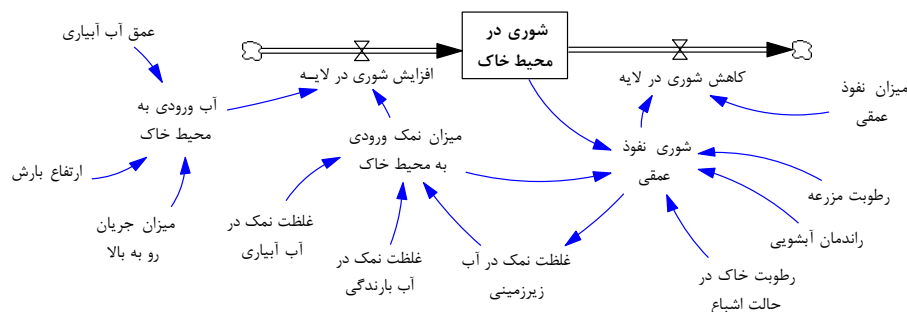 عمق آب آبیاری
شوری در
محیط خاک
افزایش شوری در لایـه
کاهش شوری در لایه
میزان نفوذ
عمقی
آب ورودی به
محیط خاک
میزان نمک ورودی
به محیط خاک
شوری نفوذ
عمقی
ارتفاع بارش
رطوبت مزرعه
میزان جریان
رو به بالا
غلظت نمک در
آب آبیاری
غلظت نمک در
آب بارندگی
غلظت نمک در آب
زیرزمینی
راندمان آبشویی
رطوبت خاک در
حالت اشباع